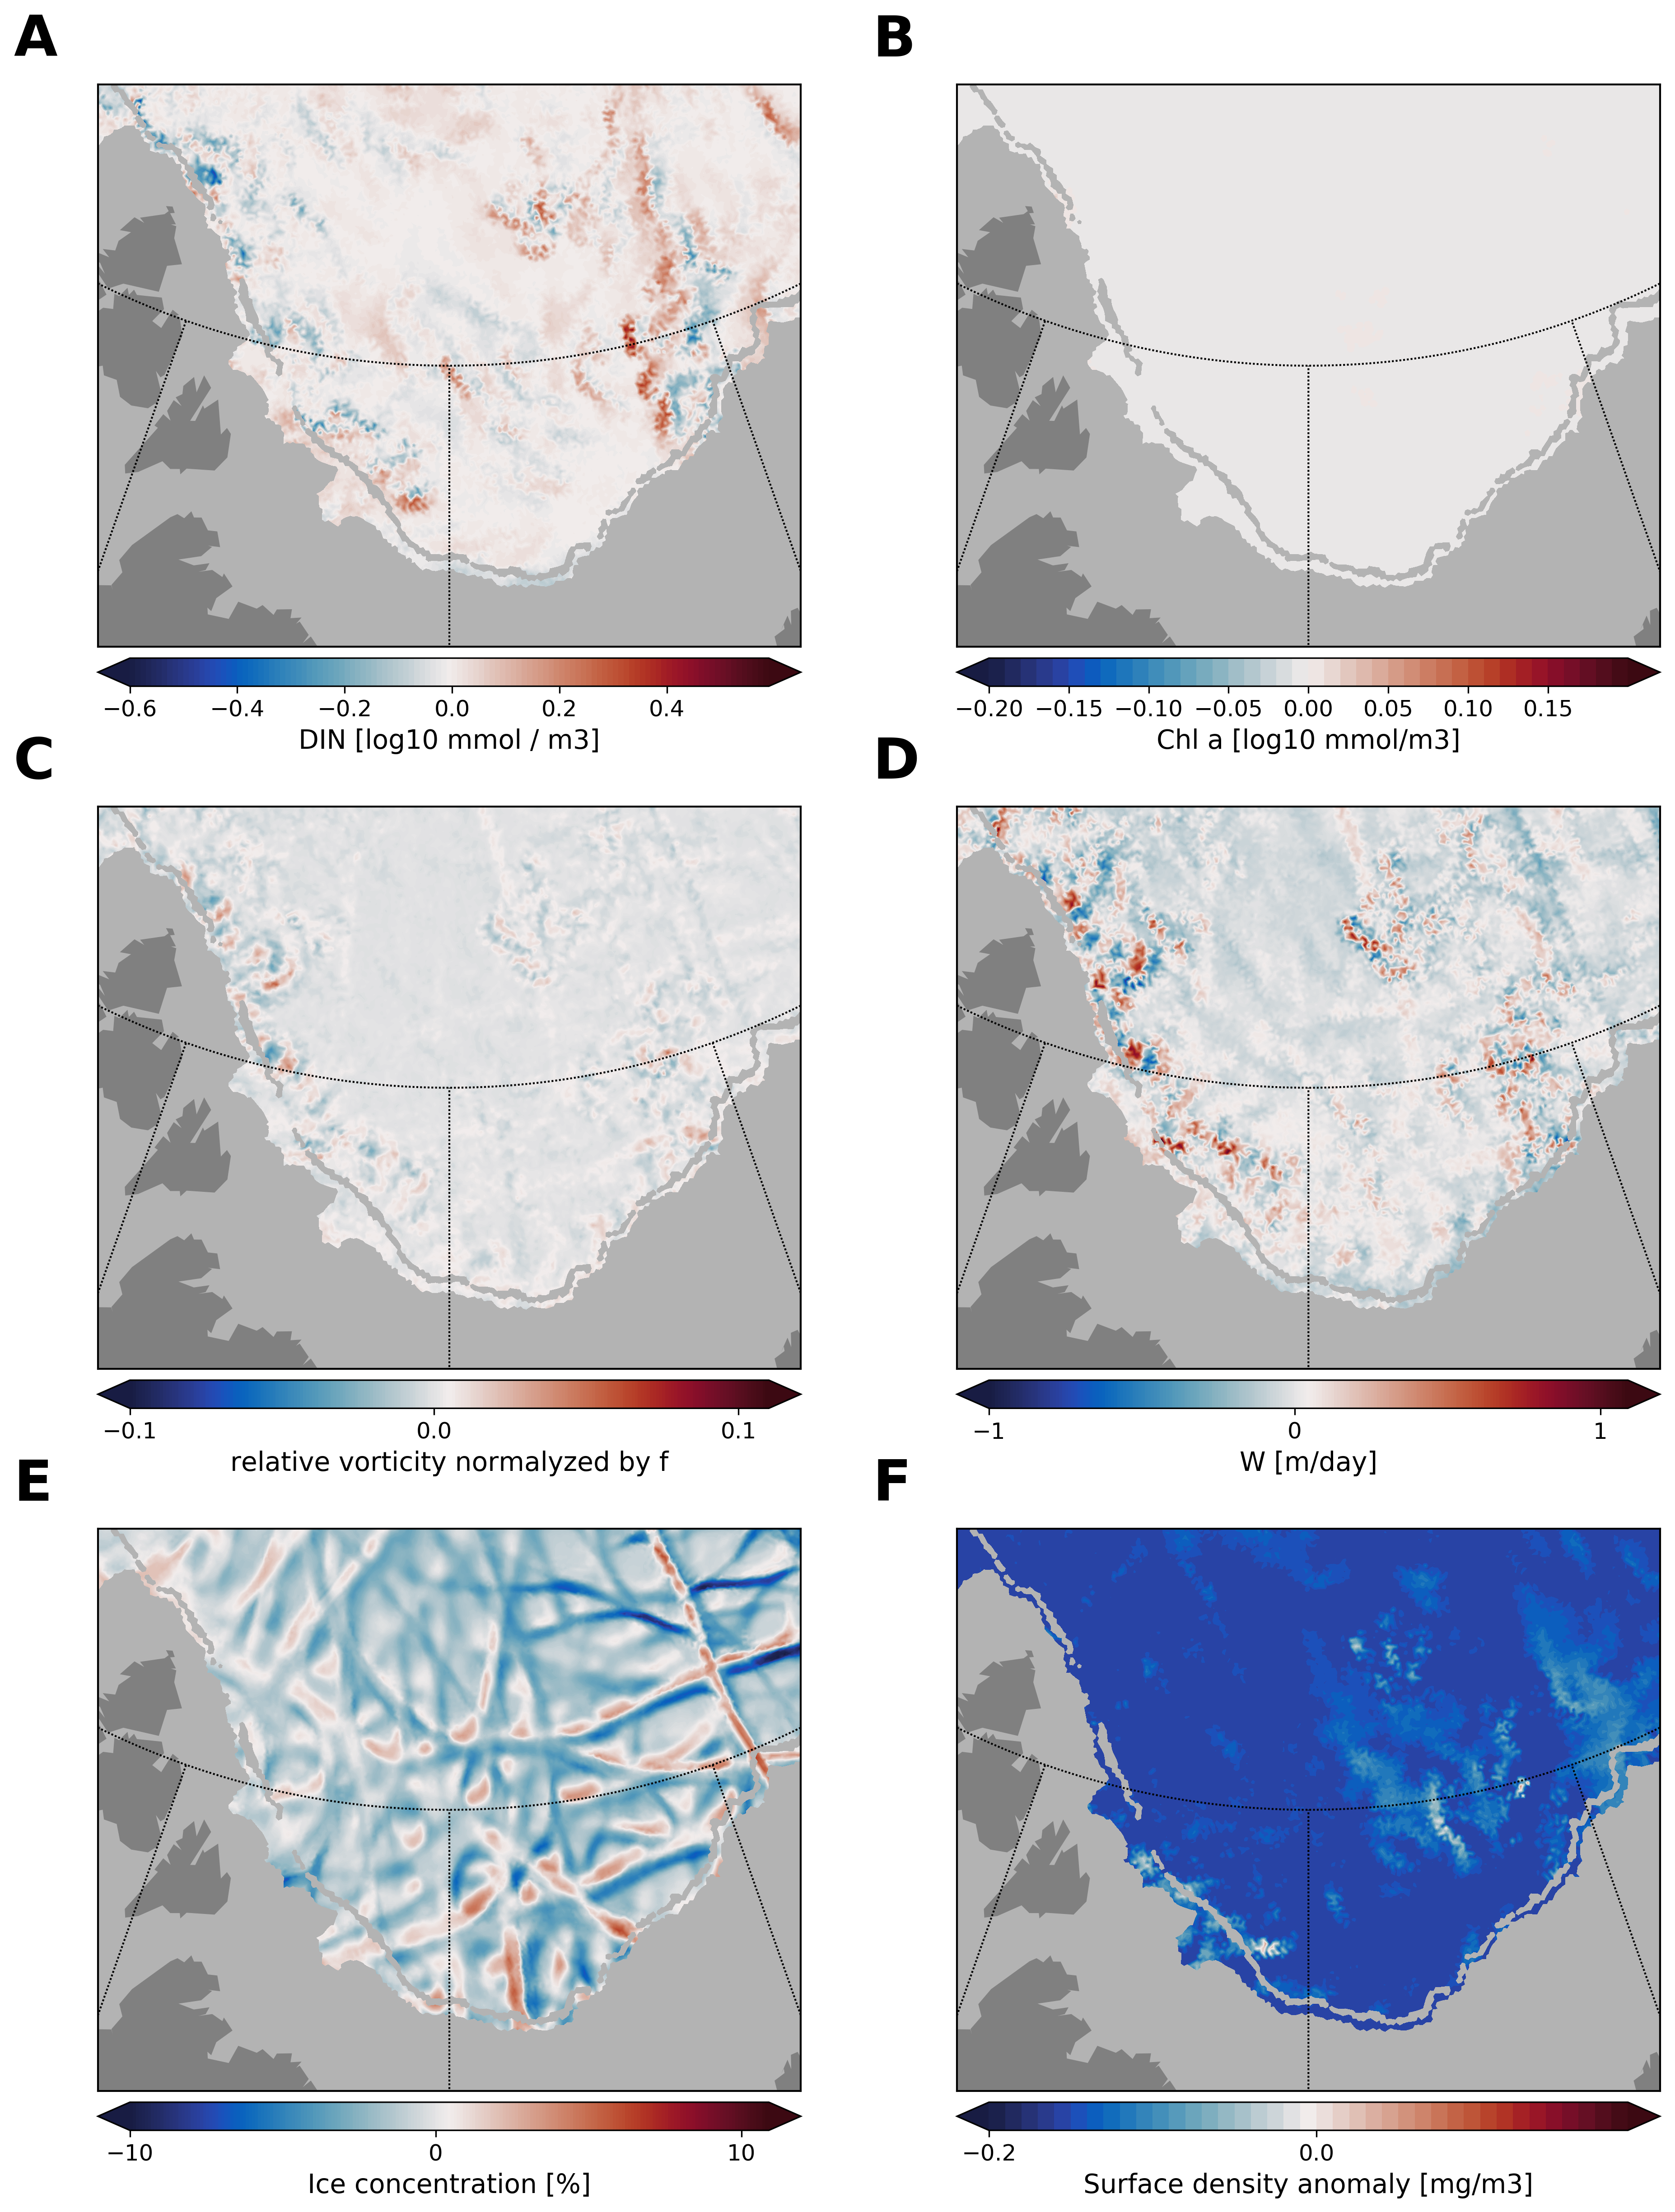 A
B
−0.6 −0.4 −0.2 0.0 0.2 0.4
DIN [log10 mmol / m3]
−0.20 −0.15 −0.10 −0.05 0.00 0.05 0.10 0.15
Chl a [log10 mmol/m3]
C
D
−0.1 0.0 0.1
relative vorticity normalyzed by f
−1 0 1
W [m/day]
E
F
−10 0 10
Ice concentration [%]
−0.2 0.0
Surface density anomaly [mg/m3]